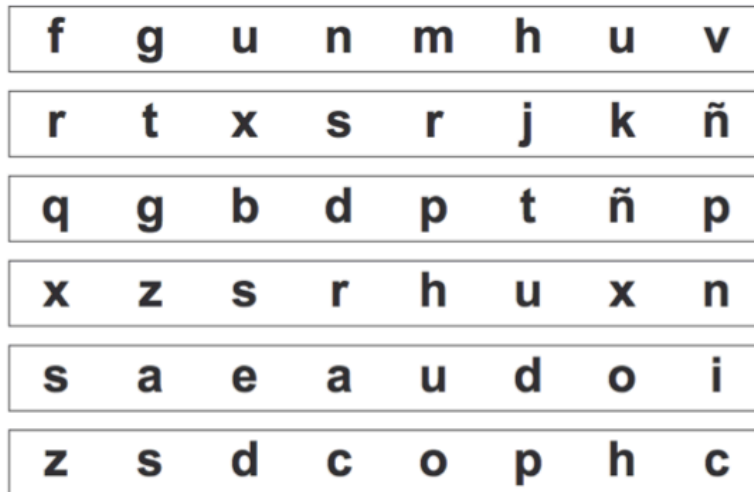 f g u n m h u v
r t x s r j k ñ
q g b d p t ñ p
x z s r h u x n
s a e a u d o i
z s d c o p h c